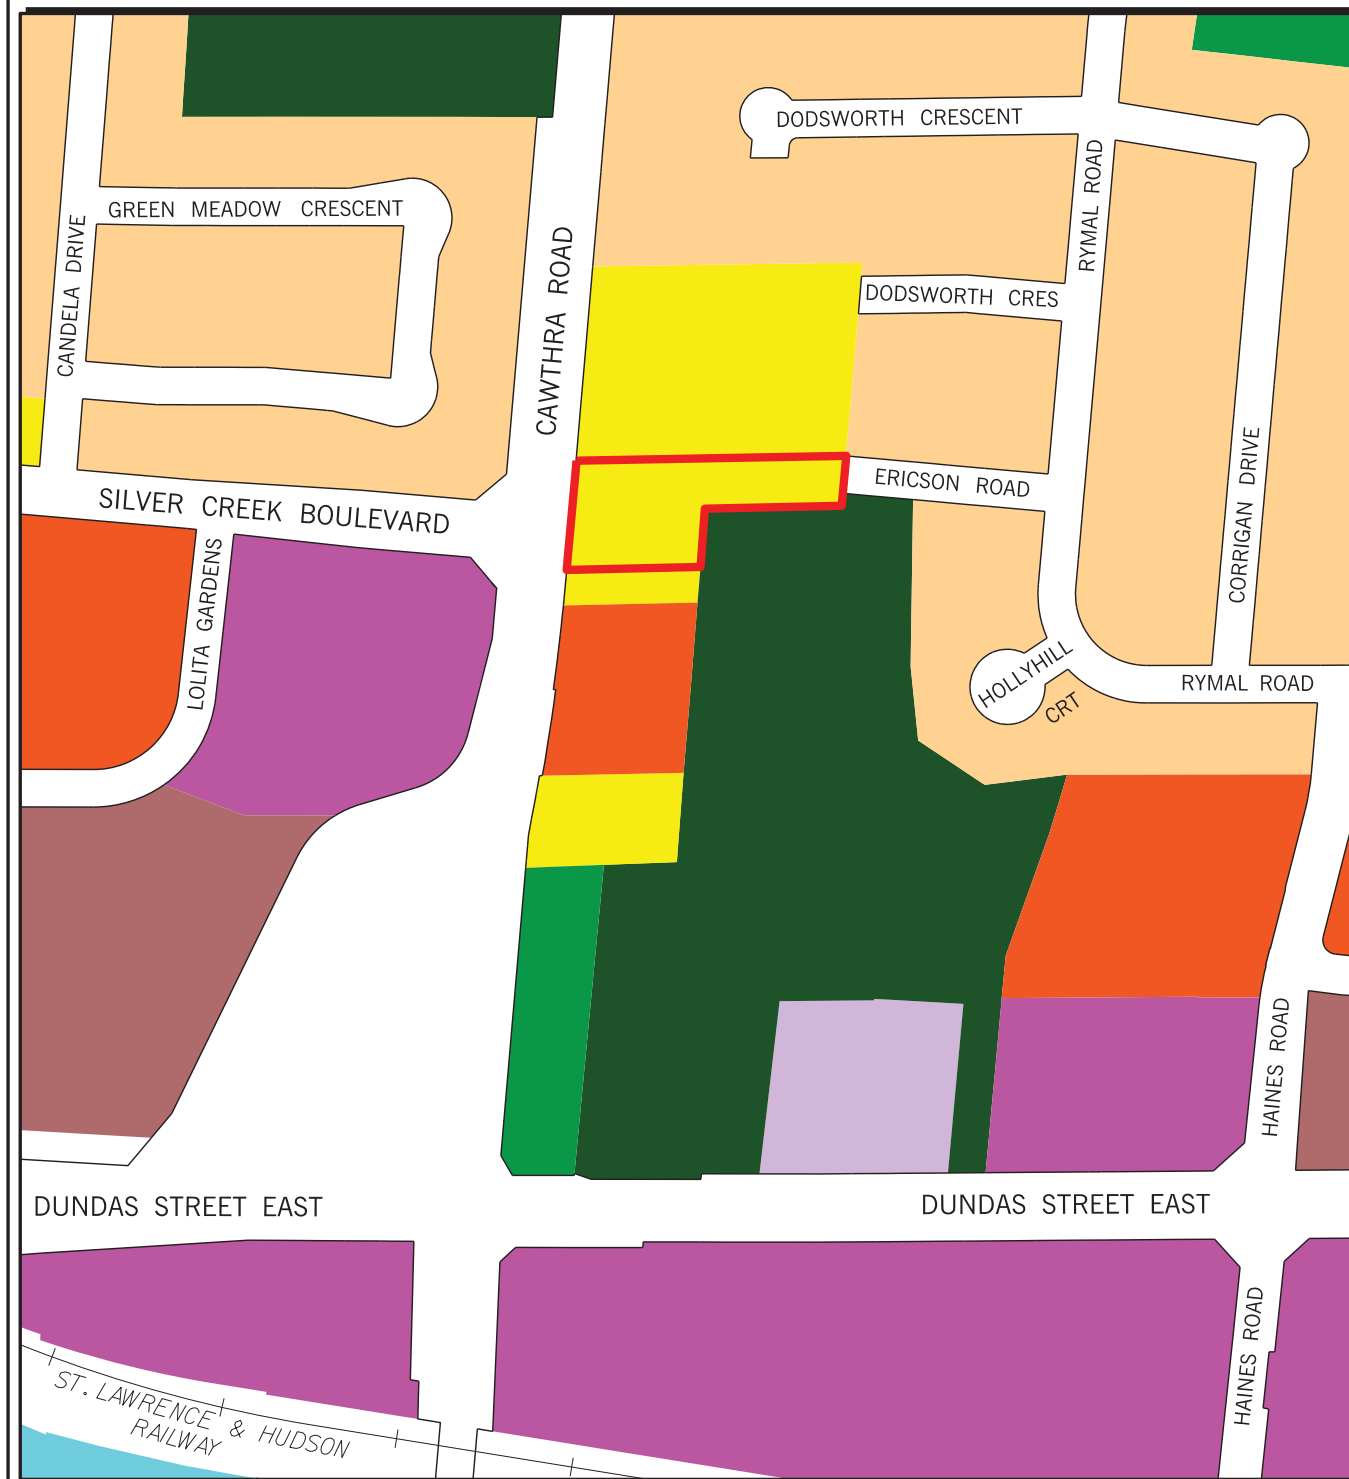 DODSWORTH CRESCENT
RYMAL ROAD
GREEN MEADOW CRESCENT
CANDELA DRIVE
CAWTHRA ROAD
DODSWORTH CRES
ERICSON ROAD
CORRIGAN DRIVE
SILVER CREEK BOULEVARD
LOLITA GARDENS
HOLLYHILL
CRT
RYMAL ROAD
HAINES ROAD
DUNDAS STREET EAST
DUNDAS STREET EAST
HAINES ROAD
ST. LAWRENCE & HUDSON
RAILWAY